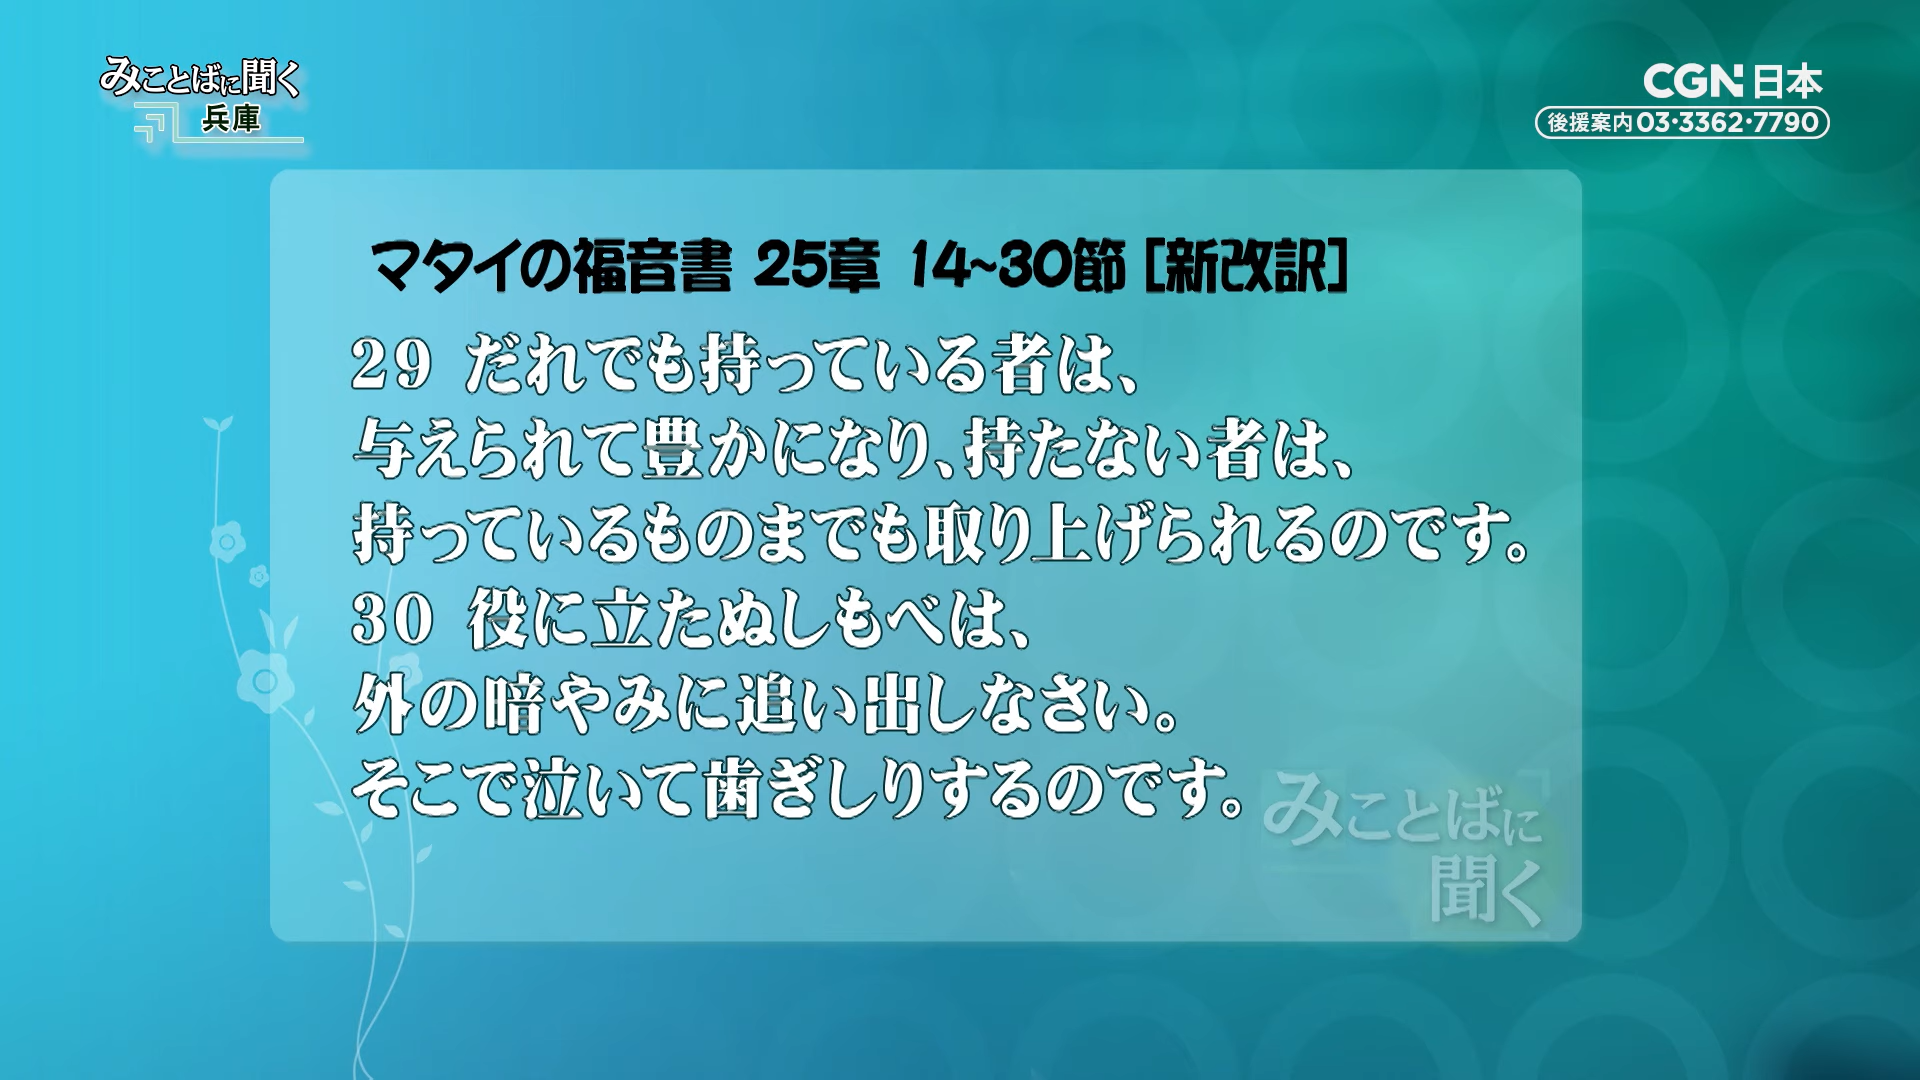 みことばに聞く
兵庫
CGN日本
後援案内03・3362・7790
マタイの福音書 25章 14~30節 [新改訳]
29 だれでも持っている者は、
与えられて豊かになり、持たない者は、
持っているものまでも取り上げられるのです。
30 役に立たぬしもべは、
外の暗やみに追い出しなさい。
そこで泣いて歯ぎしりするのです。
みことばに
聞く